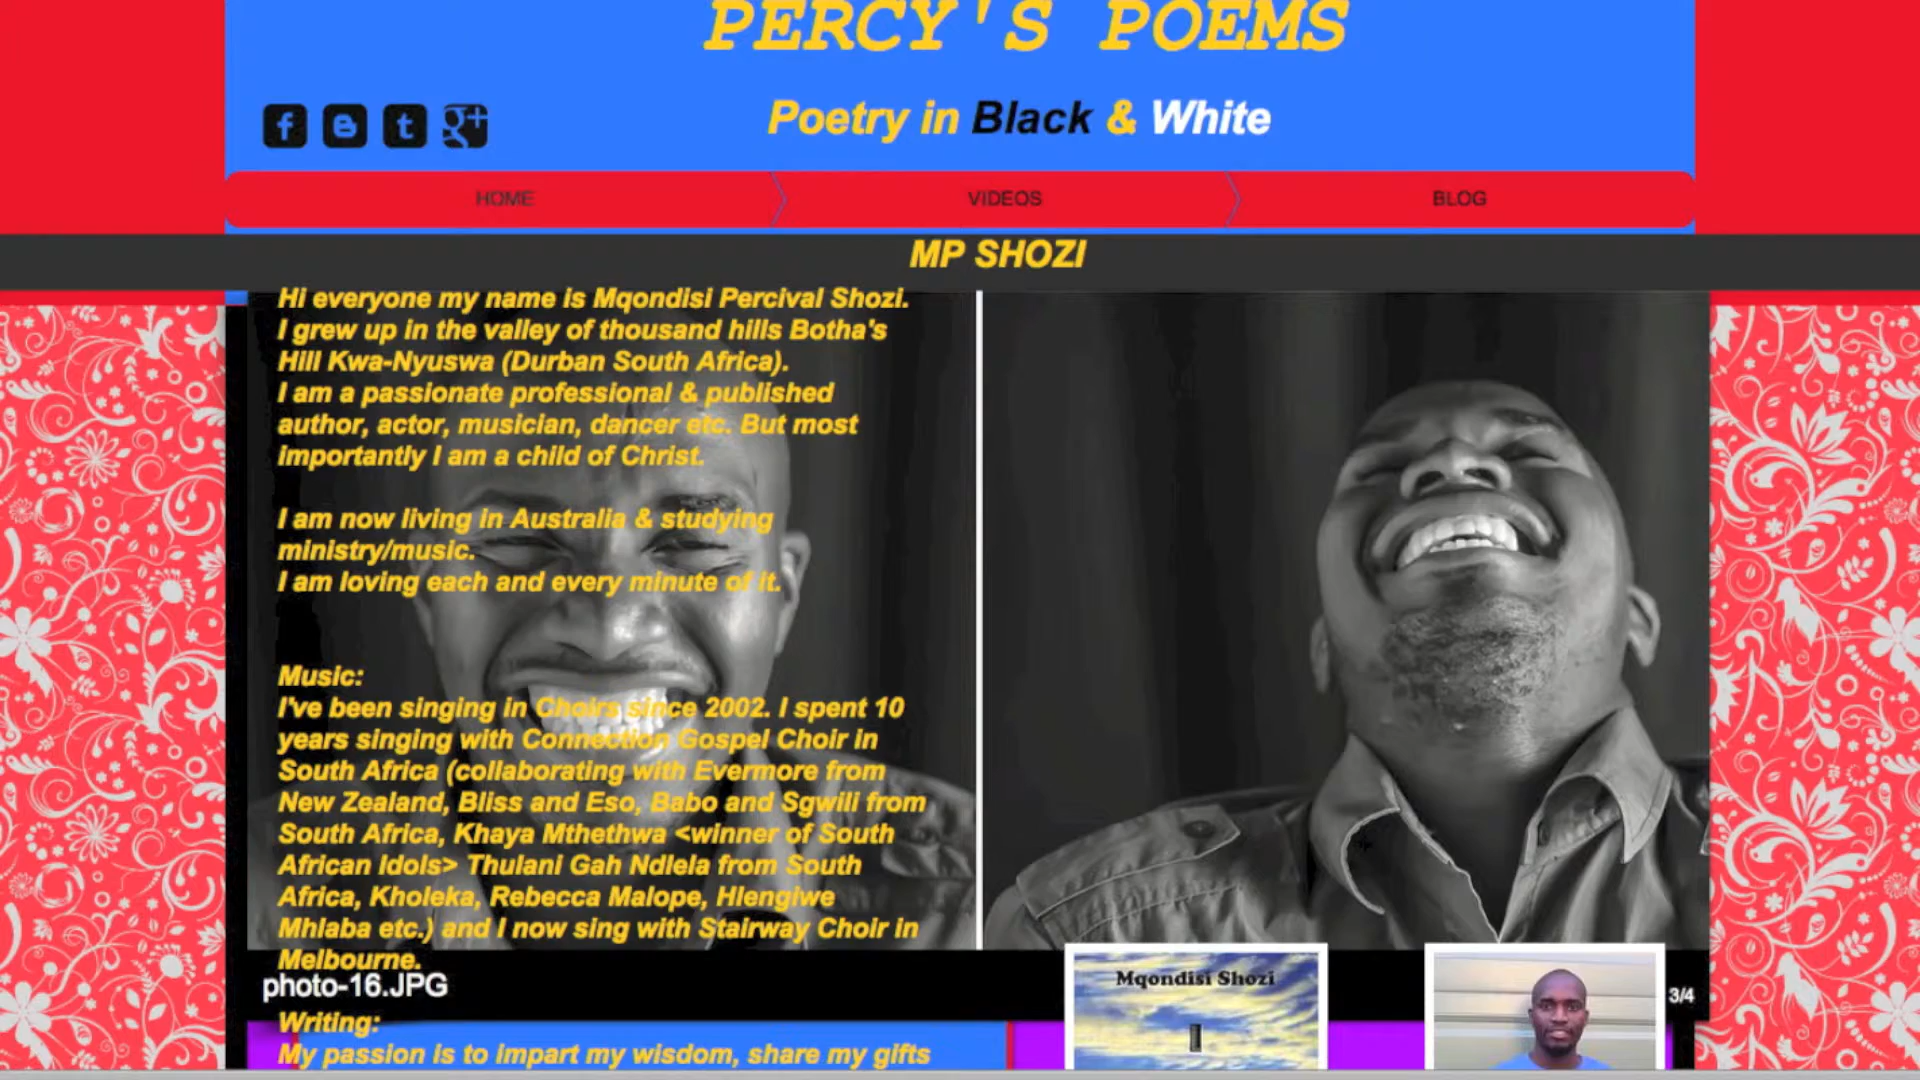 PERCY'S POEMS
Poetry in Black & White
HOME
VIDEOS
BLOG
MP SHOZI
Hi everyone my name is Mqondisi Percival Shozi.
I grew up in the valley of thousand hills Botha's
Hill Kwa-Nyuswa (Durban South Africa).
I am a passionate professional & published
author, actor, musician, dancer etc. But most
importantly I am a child of Christ.
I am now living in Australia & studying
ministry/music.
I am loving each and every minute of it.
Music:
I've been singing in Choirs since 2002. I spent 10
years singing with Connection Gospel Choir in
South Africa (collaborating with Evermore from
New Zealand, Bliss and Eso, Babo and Sgwili from
South Africa, Khaya Mthethwa <winner of South
African Idols> Thulani Gah Ndlela from South
Africa, Kholeka, Rebecca Malope, Hlengiwe
Mhlaba etc.) and I now sing with Stairway Choir in
Melbourne.
photo-16.JPG
Mqondisi Shozi
3/4
Writing:
My passion is to impart my wisdom, share my gifts